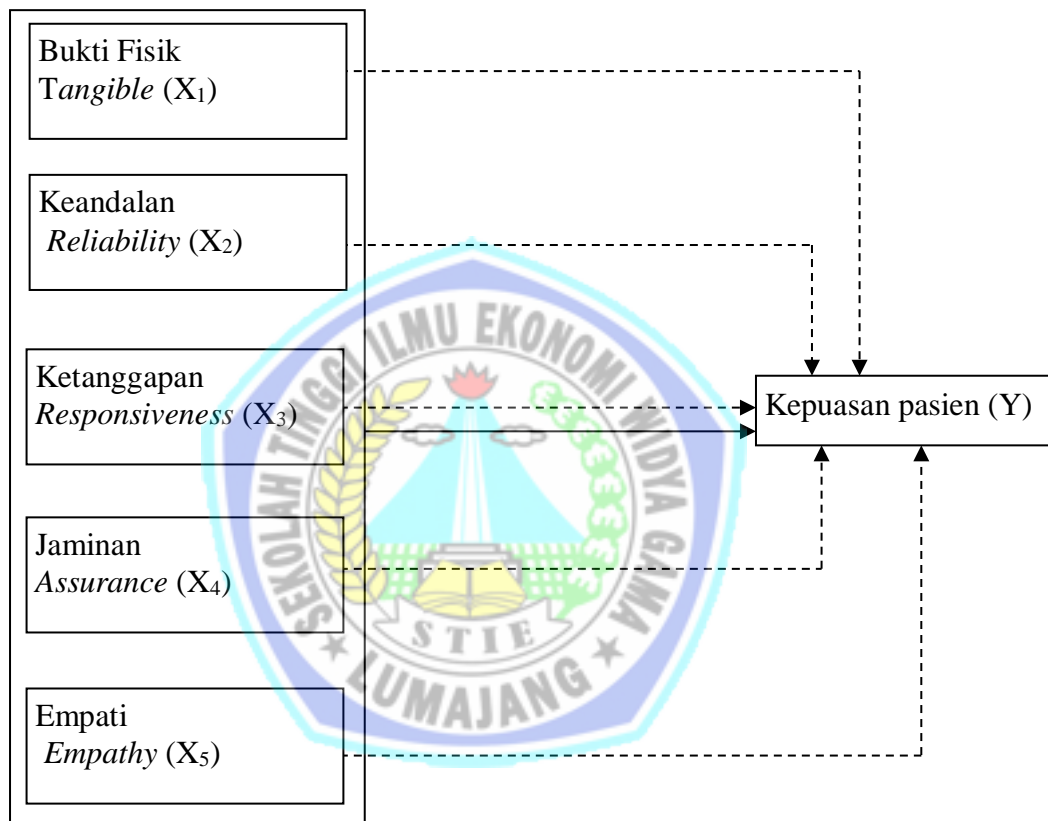 Bukti Fisik
Tangible (X₁)
Keandalan
Reliability (X₂)
Ketanggapan
Responsiveness (X₃)
Jaminan
Assurance (X₄)
Empati
Empathy (X₅)
Kepuasan pasien (Y)
SEKOLAH TINGGI ILMU EKONOMI WIDYA GAMA
STIE
LUMAJANG